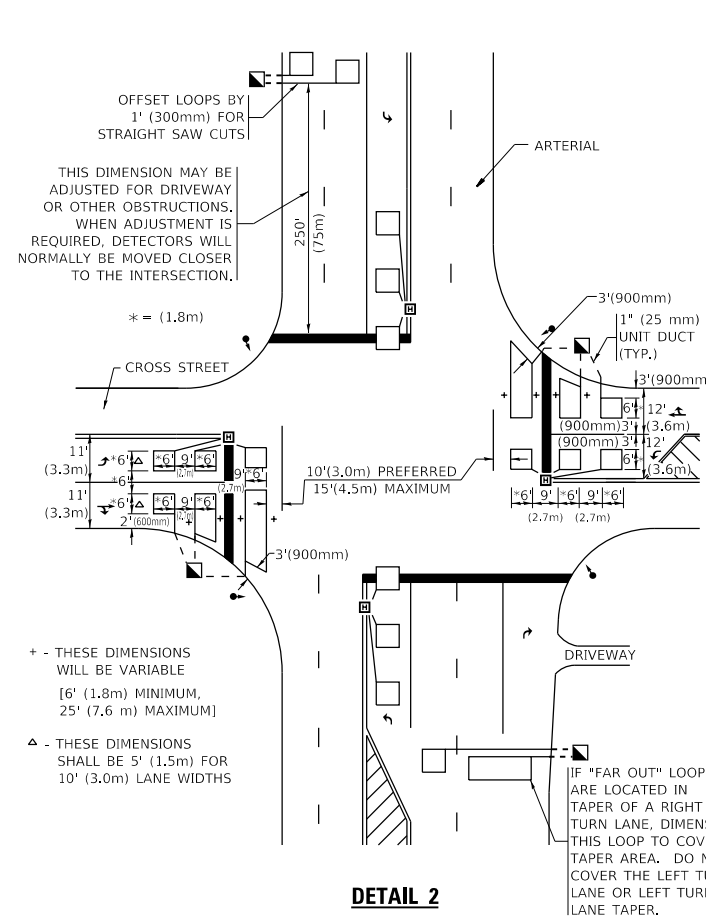 OFFSET LOOPS BY
1' (300mm) FOR
STRAIGHT SAW CUTS
THIS DIMENSION MAY BE
ADJUSTED FOR DRIVEWAY
OR OTHER OBSTRUCTIONS.
WHEN ADJUSTMENT IS
REQUIRED, DETECTORS WILL
NORMALLY BE MOVED CLOSER
TO THE INTERSECTION.
* = (1.8m)
250'
(75m)
ARTERIAL
CROSS STREET
3'(900mm)
1" (25 mm)
UNIT DUCT
(TYP.)
3'(900mm
6'* 12'
(3.6m)
(900mm) 3'
(900mm) 3'
12'
6'*
(3.6m)
H
*6' 9' *6' 9' *6'
(2.7m) (2.7m)
10'(3.0m) PREFERRED
15'(4.5m) MAXIMUM
H
11'
(3.3m)
*6' Δ
*6' 9' *6'
(2.7m)
9' *6'
(2.7m)
*6'
11'
(3.3m)
*6' Δ
*6' 9' *6'
(2.7m)
2' (600mm)
3'(900mm)
H
H
+ - THESE DIMENSIONS
WILL BE VARIABLE
[6' (1.8m) MINIMUM,
25' (7.6 m) MAXIMUM]
Δ - THESE DIMENSIONS
SHALL BE 5' (1.5m) FOR
10' (3.0m) LANE WIDTHS
DRIVEWAY
IF "FAR OUT" LOOP
ARE LOCATED IN
TAPER OF A RIGHT
TURN LANE, DIMENS
THIS LOOP TO COV
TAPER AREA. DO N
COVER THE LEFT TU
LANE OR LEFT TURN
LANE TAPER.
DETAIL 2